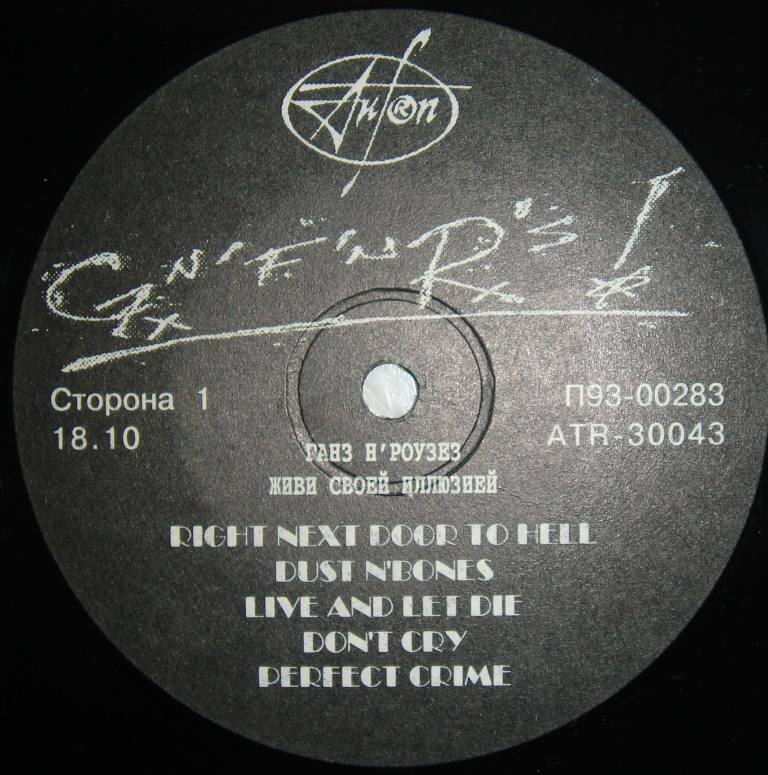 АнТроп
G N' F' N' R's!
Сторона 1
18.10
П93-00283
ATR-30043
ГАНЗ Н'РОУЗЕЗ
ЖИВИ СВОЕЙ ИЛЛЮЗИЕЙ
RIGHT NEXT DOOR TO HELL
DUST N'BONES
LIVE AND LET DIE
DON'T CRY
PERFECT CRIME